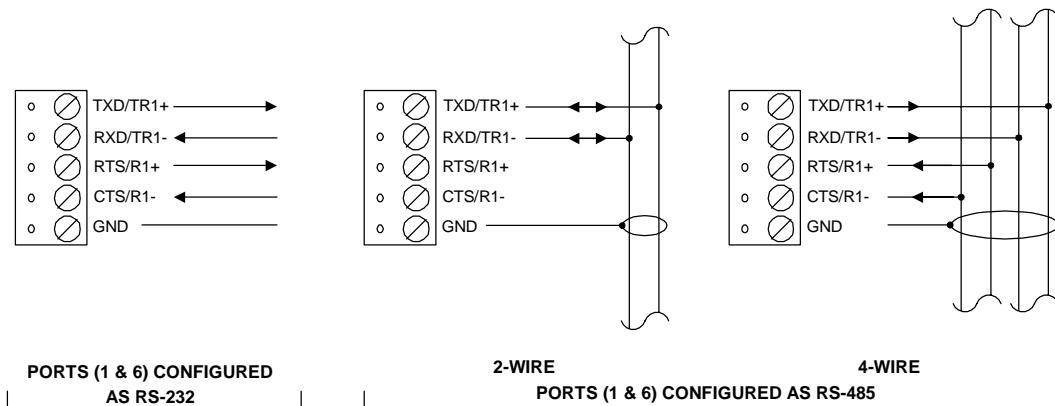 TXD/TR1+
RXD/TR1-
RTS/R1+
CTS/R1-
GND
PORTS (1 & 6) CONFIGURED
AS RS-232
TXD/TR1+
RXD/TR1-
RTS/R1+
CTS/R1-
GND
2-WIRE
TXD/TR1+
RXD/TR1-
RTS/R1+
CTS/R1-
GND
4-WIRE
PORTS (1 & 6) CONFIGURED AS RS-485